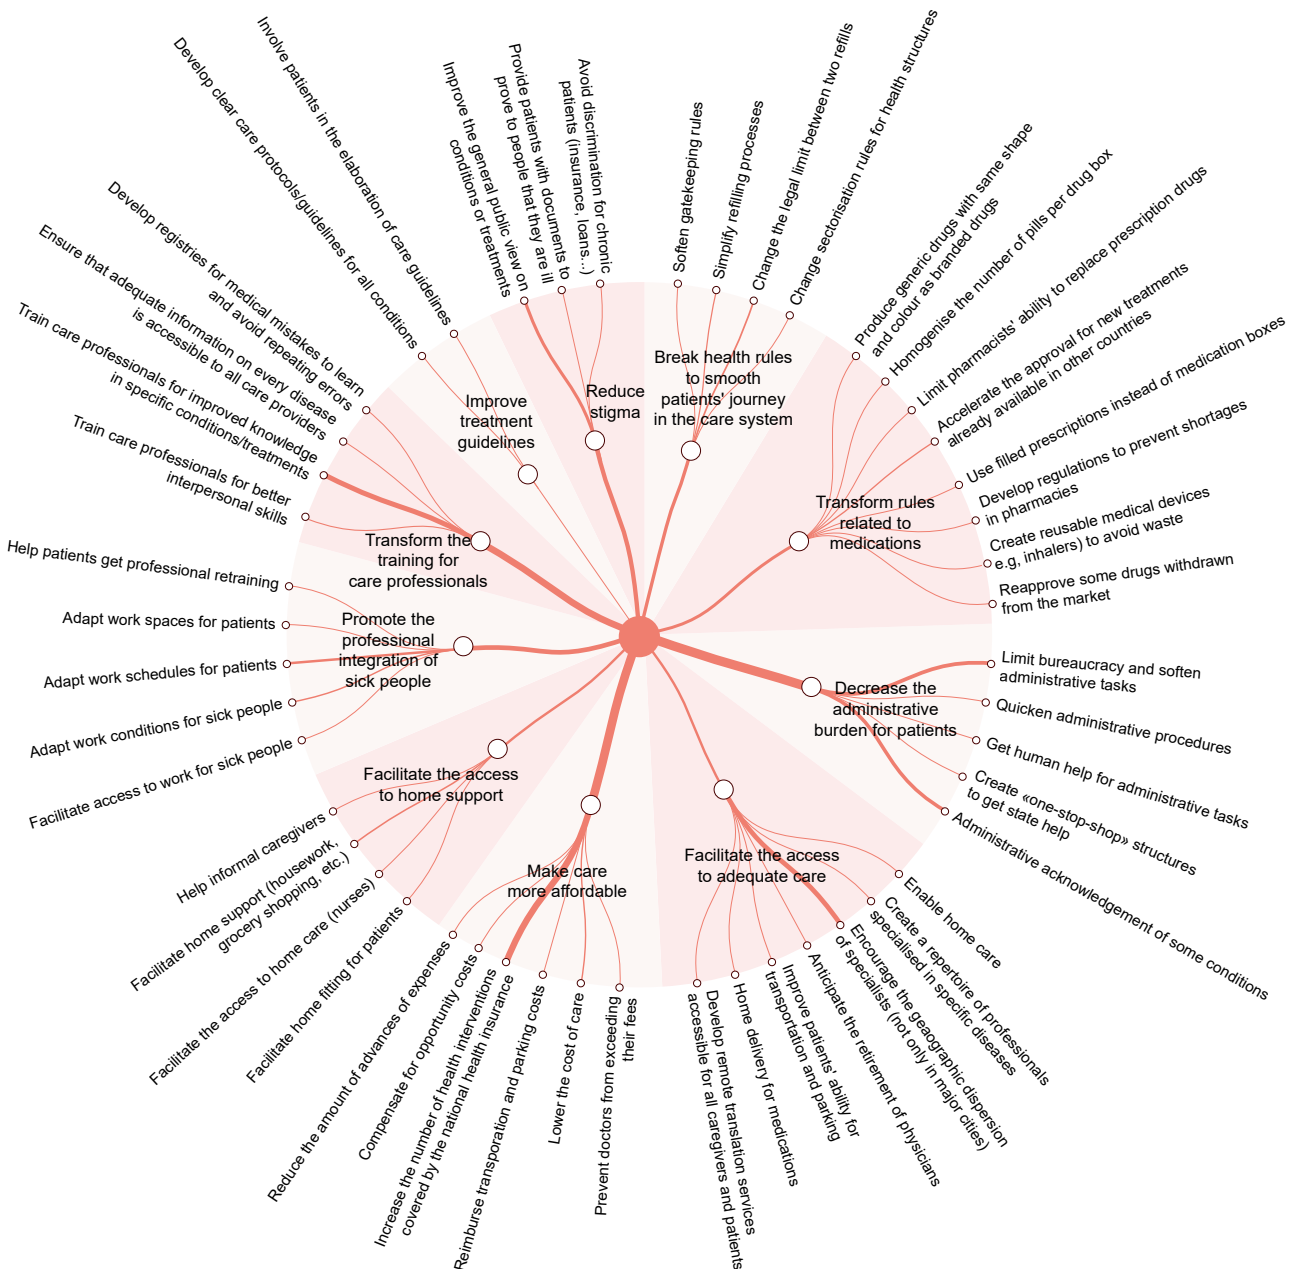 Soften gatekeeping rules
Simplify refilling processes
Change the legal limit between two refills
Change sectorisation rules for health structures
Break health rules
to smooth
patients' journey
in the care system
Produce generic drugs with same shape
and colour as branded drugs
Homogenise the number of pills per drug box
Limit pharmacists' ability to replace prescription drugs
Accelerate the approval for new treatments
already available in other countries
Use filled prescriptions instead of medication boxes
Develop regulations to prevent shortages
in pharmacies
Create reusable medical devices
e.g, inhalers) to avoid waste
Reapprove some drugs withdrawn
from the market
Transform rules
related to
medications
Limit bureaucracy and soften
administrative tasks
Quicken administrative procedures
Get human help for administrative tasks
Create «one-stop-shop» structures
to get state help
Administrative acknowledgement of some conditions
Decrease the
administrative
burden for patients
Enable home care
Create a repertoire of professionals
specialised in specific diseases
Encourage the geaographic dispersion
of specialists (not only in major cities)
Anticipate the retirement of physicians
Improve patients' ability for
transportation and parking
Home delivery for medications
Develop remote translation services
accessible for all caregivers and patients
Facilitate the access
to adequate care
Prevent doctors from exceeding
their fees
Lower the cost of care
Reimburse transporation and parking costs
Increase the number of health interventions
covered by the national health insurance
Compensate for opportunity costs
Reduce the amount of advances of expenses
Make care
more affordable
Facilitate home fitting for patients
Facilitate the access to home care (nurses)
Facilitate home support (housework,
grocery shopping, etc.)
Help informal caregivers
Facilitate the access
to home support
Facilitate access to work for sick people
Adapt work conditions for sick people
Adapt work schedules for patients
Adapt work spaces for patients
Help patients get professional retraining
Promote the
professional
integration of
sick people
Train care professionals for better
interpersonal skills
Train care professionals for improved knowledge
in specific conditions/treatments
Ensure that adequate information on every disease
is accessible to all care providers
Develop registries for medical mistakes to learn
and avoid repeating errors
Transform the
training for
care professionals
Develop clear care protocols/guidelines for all conditions
Involve patients in the elaboration of care guidelines
Improve
treatment
guidelines
Improve the general public view on
conditions or treatments
Provide patients with documents to
prove to people that they are ill
Avoid discrimination for chronic
patients (insurance, loans...)
Reduce
stigma